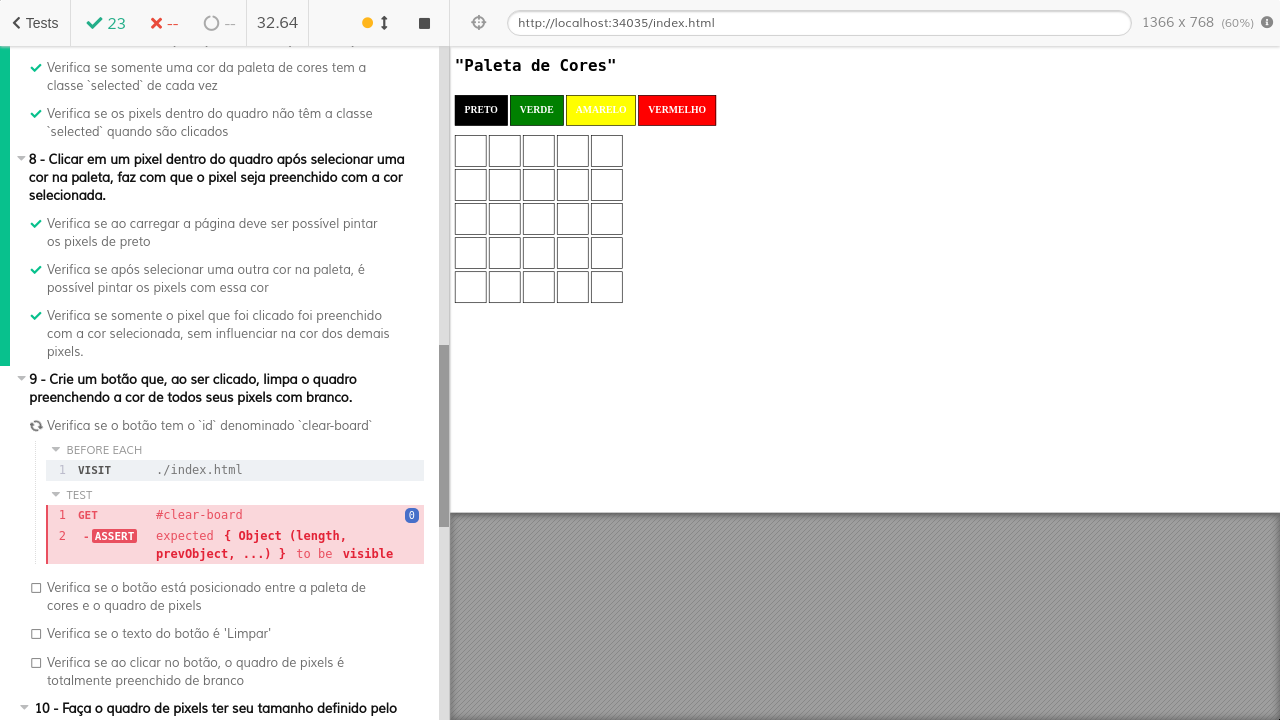 Tests
23
--
--
32.64
http://localhost:34035/index.html
1366 x 768 (60%)
Verifica se somente uma cor da paleta de cores tem a
classe `selected` de cada vez
Verifica se os pixels dentro do quadro não têm a classe
`selected` quando são clicados
8 - Clicar em um pixel dentro do quadro após selecionar uma
cor na paleta, faz com que o pixel seja preenchido com a cor
selecionada.
Verifica se ao carregar a página deve ser possível pintar
os pixels de preto
Verifica se após selecionar uma outra cor na paleta, é
possível pintar os pixels com essa cor
Verifica se somente o pixel que foi clicado foi preenchido
com a cor selecionada, sem influenciar na cor dos demais
pixels.
9 - Crie um botão que, ao ser clicado, limpa o quadro
preenchendo a cor de todos seus pixels com branco.
Verifica se o botão tem o `id` denominado `clear-board`
BEFORE EACH
1 VISIT ./index.html
TEST
1 GET #clear-board 0
2 -ASSERT expected { Object (length,
prevObject, ...) } to be visible
Verifica se o botão está posicionado entre a paleta de
cores e o quadro de pixels
Verifica se o texto do botão é 'Limpar'
Verifica se ao clicar no botão, o quadro de pixels é
totalmente preenchido de branco
10 - Faça o quadro de pixels ter seu tamanho definido pelo
"Paleta de Cores"
PRETO VERDE AMARELO VERMELHO